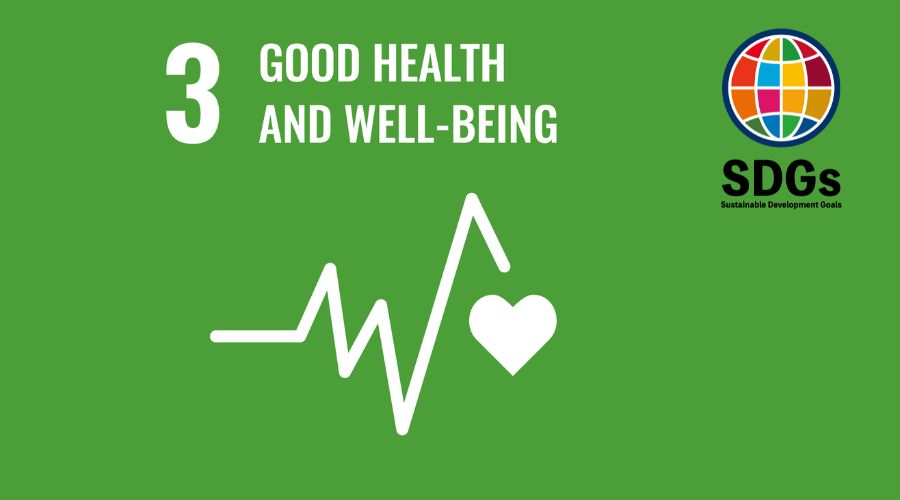 3
GOOD HEALTH
AND WELL-BEING
SDGs
Sustainable Development Goals